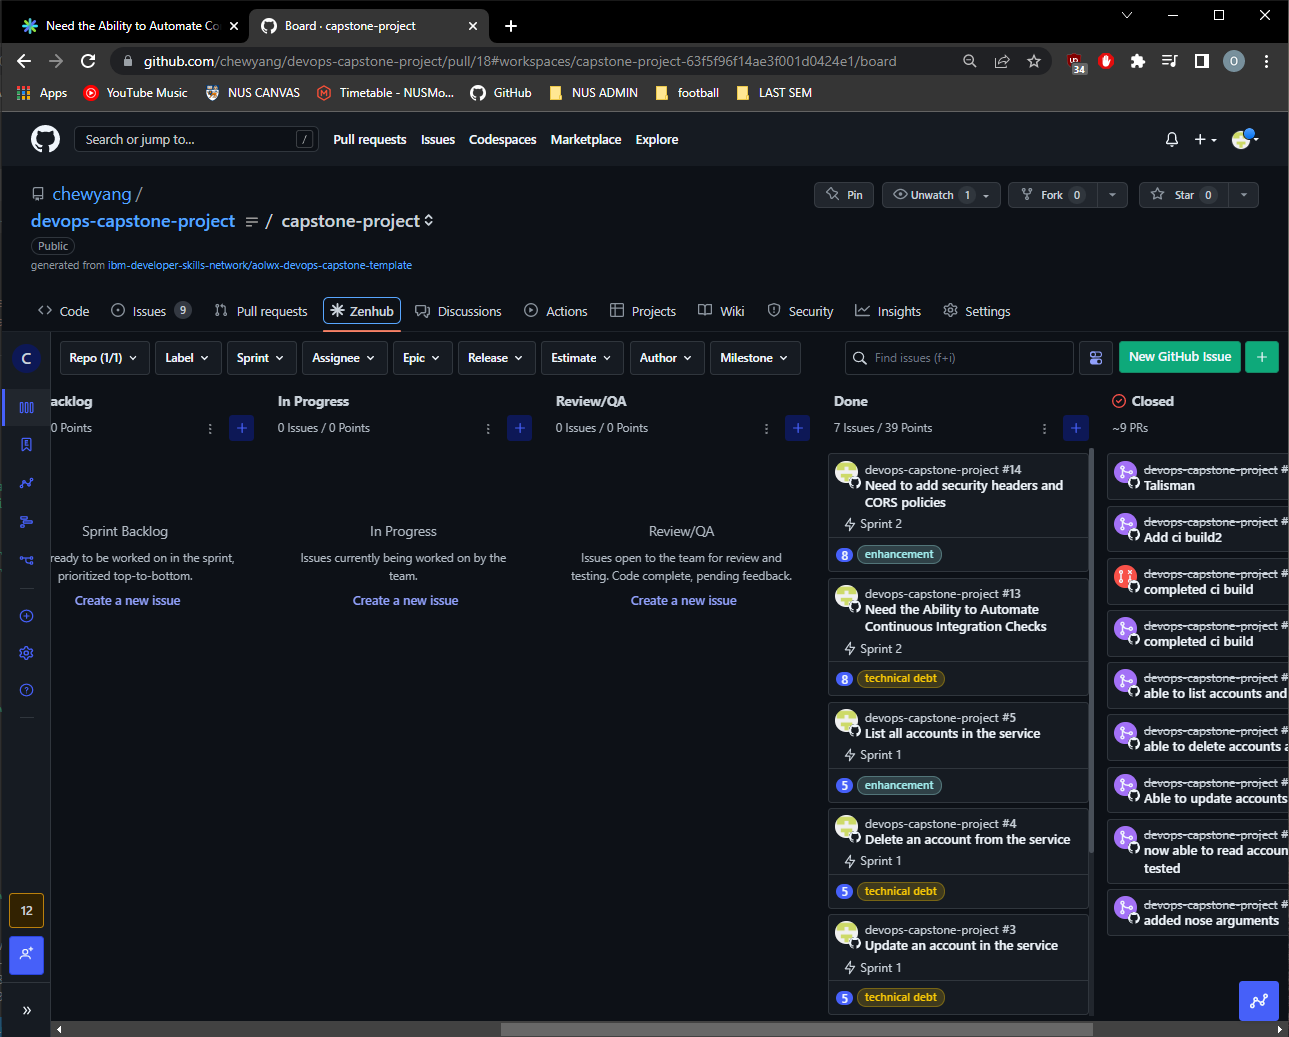 Need the Ability to Automate Co
Board · capstone-project
github.com/chewyang/devops-capstone-project/pull/18#workspaces/capstone-project-63f5f96f14ae3f001d0424e1/board
34
O
Apps
YouTube Music
NUS CANVAS
Timetable - NUSMo...
GitHub
NUS ADMIN
football
LAST SEM
Search or jump to...
/
Pull requests
Issues
Codespaces
Marketplace
Explore
chewyang /
devops-capstone-project
/ capstone-project
Pin
Unwatch 1
Fork 0
Star 0
Public
generated from ibm-developer-skills-network/aolwx-devops-capstone-template
Code
Issues 9
Pull requests
Zenhub
Discussions
Actions
Projects
Wiki
Security
Insights
Settings
C
Repo (1/1)
Label
Sprint
Assignee
Epic
Release
Estimate
Author
Milestone
Find issues (f+i)
New GitHub Issue
acklog
0 Points
Sprint Backlog
ready to be worked on in the sprint,
prioritized top-to-bottom.
Create a new issue
In Progress
0 Issues / 0 Points
In Progress
Issues currently being worked on by the
team.
Create a new issue
Review/QA
0 Issues / 0 Points
Review/QA
Issues open to the team for review and
testing. Code complete, pending feedback.
Create a new issue
Done
7 Issues / 39 Points
devops-capstone-project #14
Need to add security headers and
CORS policies
Sprint 2
8 enhancement
devops-capstone-project #13
Need the Ability to Automate
Continuous Integration Checks
Sprint 2
8 technical debt
devops-capstone-project #5
List all accounts in the service
Sprint 1
5 enhancement
devops-capstone-project #4
Delete an account from the service
Sprint 1
5 technical debt
devops-capstone-project #3
Update an account in the service
Sprint 1
5 technical debt
Closed
~9 PRs
devops-capstone-project #
Talisman
devops-capstone-project #
Add ci build2
devops-capstone-project #
completed ci build
devops-capstone-project #
completed ci build
devops-capstone-project #
able to list accounts and
devops-capstone-project #
able to delete accounts a
devops-capstone-project #
Able to update accounts
devops-capstone-project #
now able to read accoun
tested
devops-capstone-project #
added nose arguments
12